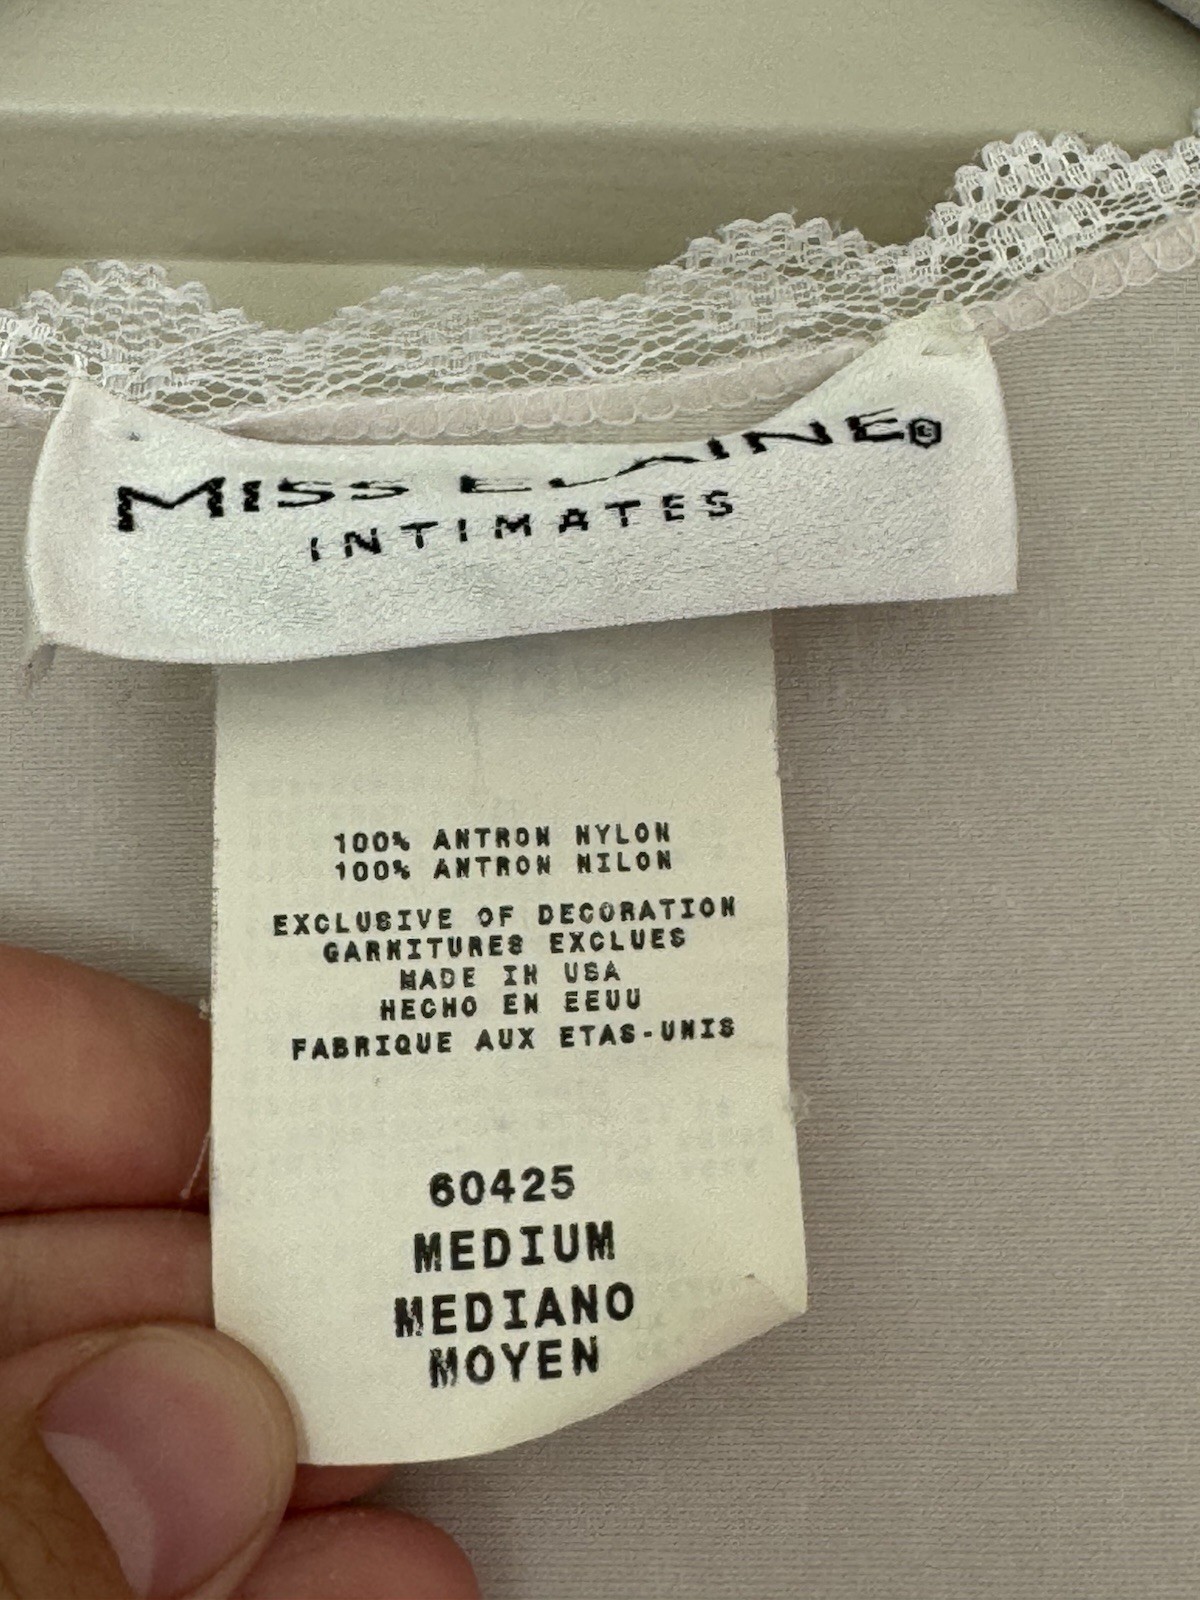 MISS ELAINE®
INTIMATES
100% ANTRON NYLON
100% ANTRON NILON
EXCLUSIVE OF DECORATION
GARNITURES EXCLUES
MADE IN USA
HECHO EN EEUU
FABRIQUE AUX ETAS-UNIS
60425
MEDIUM
MEDIANO
MOYEN